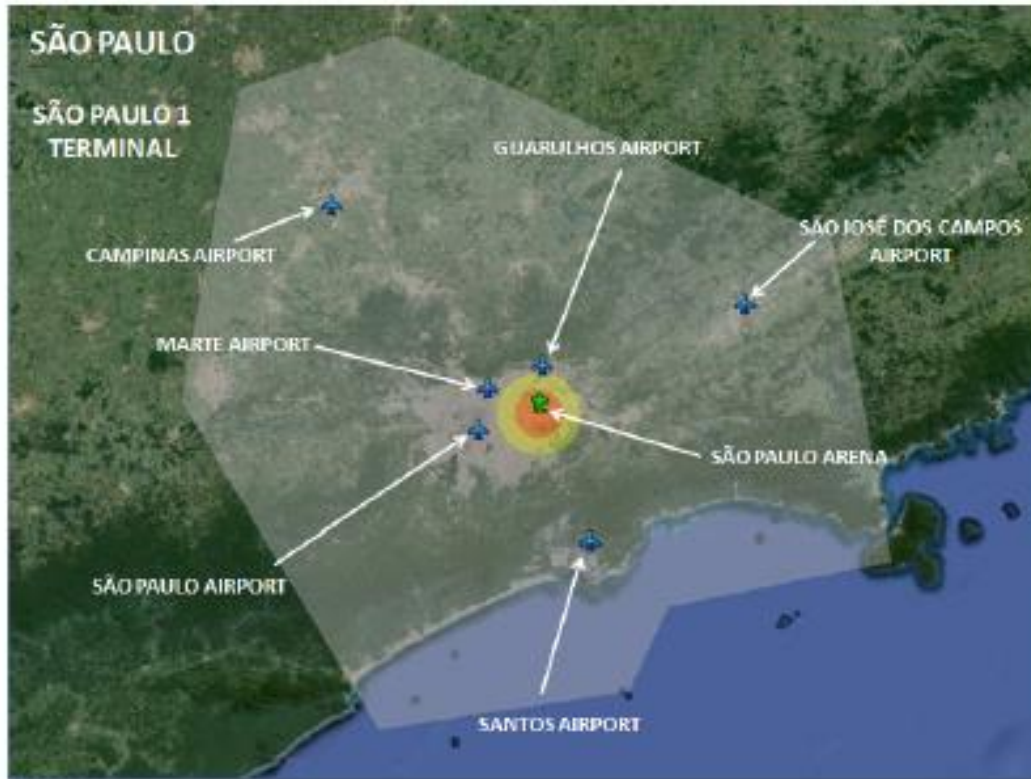 SÃO PAULO
SÃO PAULO 1
TERMINAL
GUARULHOS AIRPORT
SÃO JOSÉ DOS CAMPOS
AIRPORT
CAMPINAS AIRPORT
MARTE AIRPORT
SÃO PAULO ARENA
SÃO PAULO AIRPORT
SANTOS AIRPORT